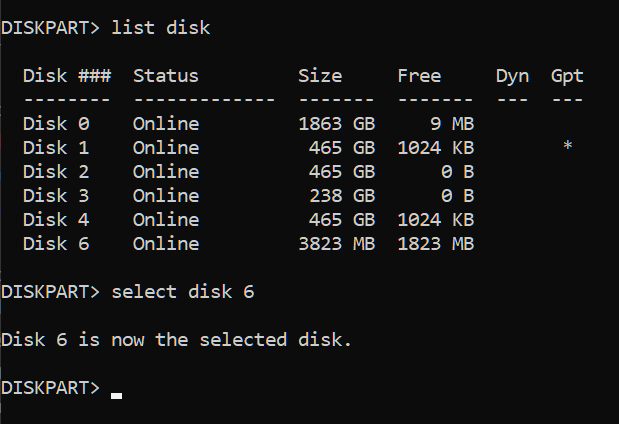 DISKPART> list disk
  Disk ###  Status         Size     Free     Dyn  Gpt
  --------  -------------  -------  -------  ---  ---
  Disk 0    Online         1863 GB     9 MB
  Disk 1    Online          465 GB  1024 KB        *
  Disk 2    Online          465 GB      0 B
  Disk 3    Online          238 GB      0 B
  Disk 4    Online          465 GB  1024 KB
  Disk 6    Online         3823 MB  1823 MB
DISKPART> select disk 6
Disk 6 is now the selected disk.
DISKPART>